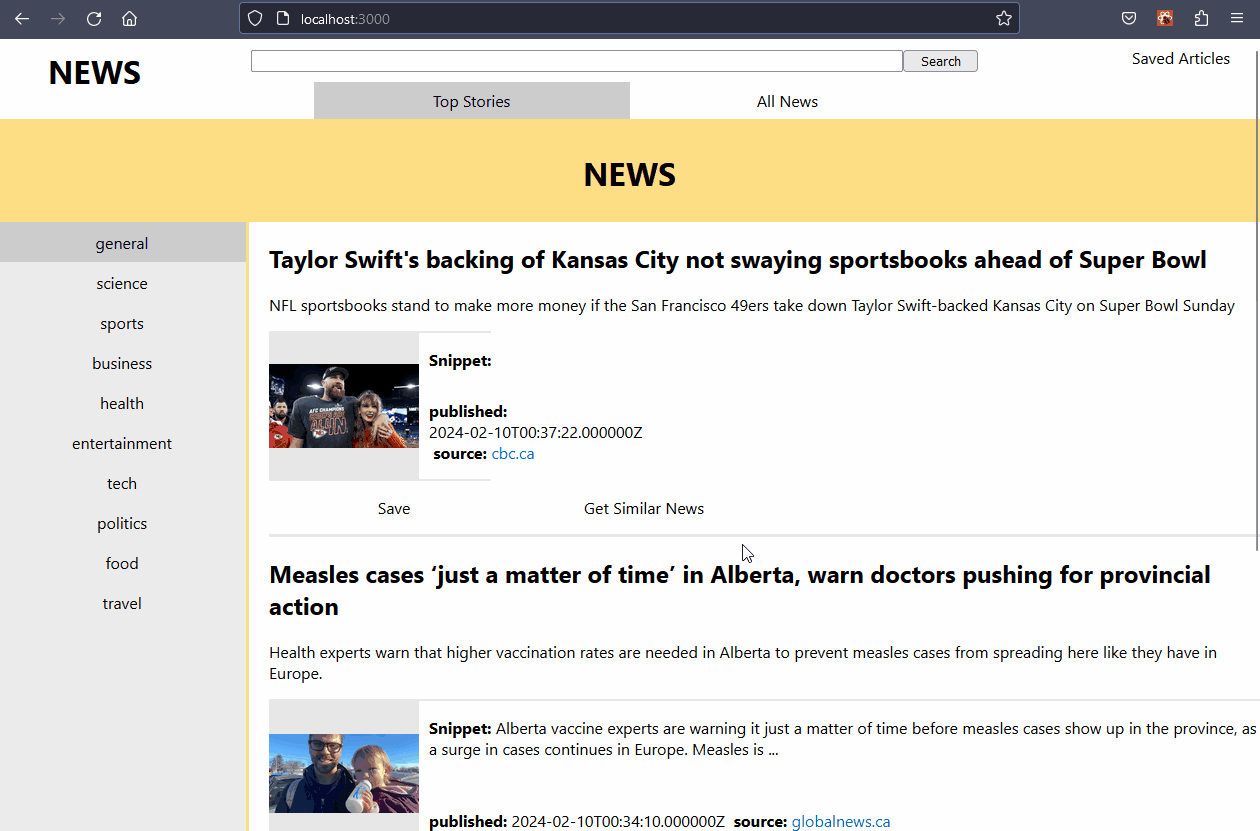 localhost:3000
NEWS
Search
Saved Articles
Top Stories
All News
NEWS
general
science
sports
business
health
entertainment
tech
politics
food
travel
Taylor Swift's backing of Kansas City not swaying sportsbooks ahead of Super Bowl
NFL sportsbooks stand to make more money if the San Francisco 49ers take down Taylor Swift-backed Kansas City on Super Bowl Sunday
AFC CHAMPIONS
Snippet:
published:
2024-02-10T00:37:22.000000Z
source: cbc.ca
Save
Get Similar News
Measles cases ‘just a matter of time’ in Alberta, warn doctors pushing for provincial
action
Health experts warn that higher vaccination rates are needed in Alberta to prevent measles cases from spreading here like they have in
Europe.
Snippet: Alberta vaccine experts are warning it just a matter of time before measles cases show up in the province, as
a surge in cases continues in Europe. Measles is ...
published: 2024-02-10T00:34:10.000000Z source: globalnews.ca